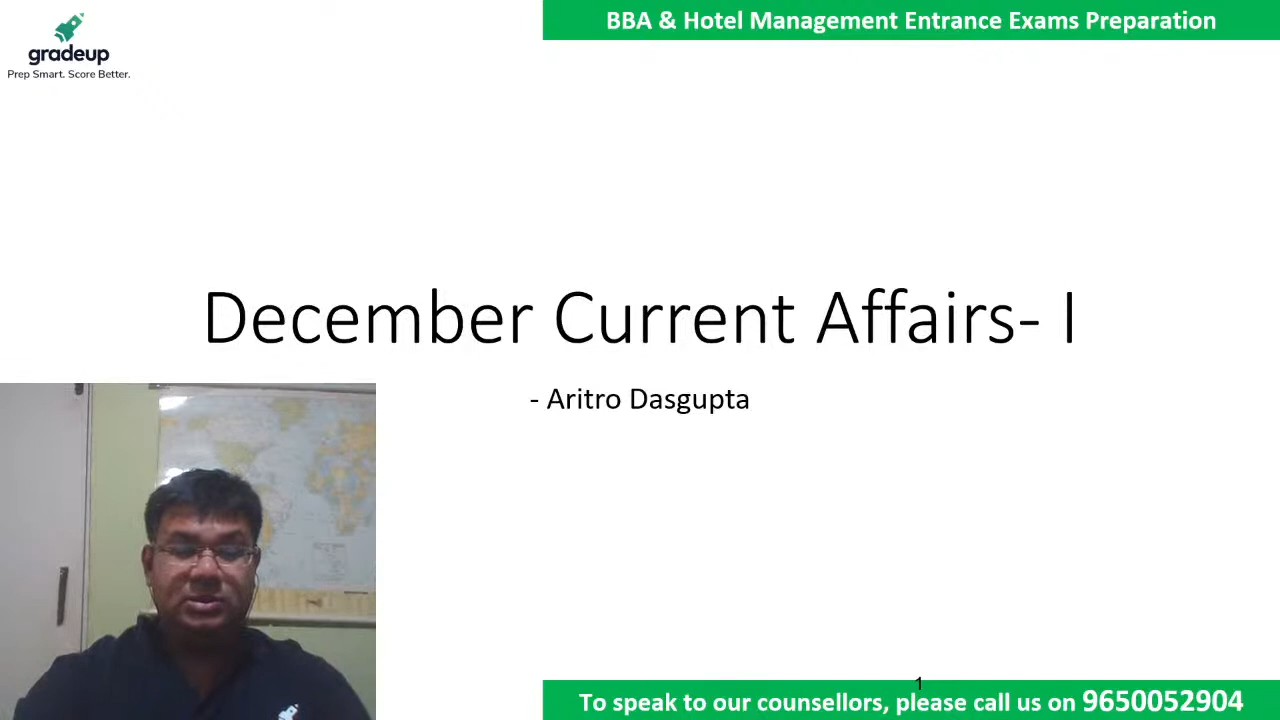 BBA & Hotel Management Entrance Exams Preparation
gradeup
Prep Smart. Score Better.
December Current Affairs- I
- Aritro Dasgupta
1
To speak to our counsellors, please call us on 9650052904